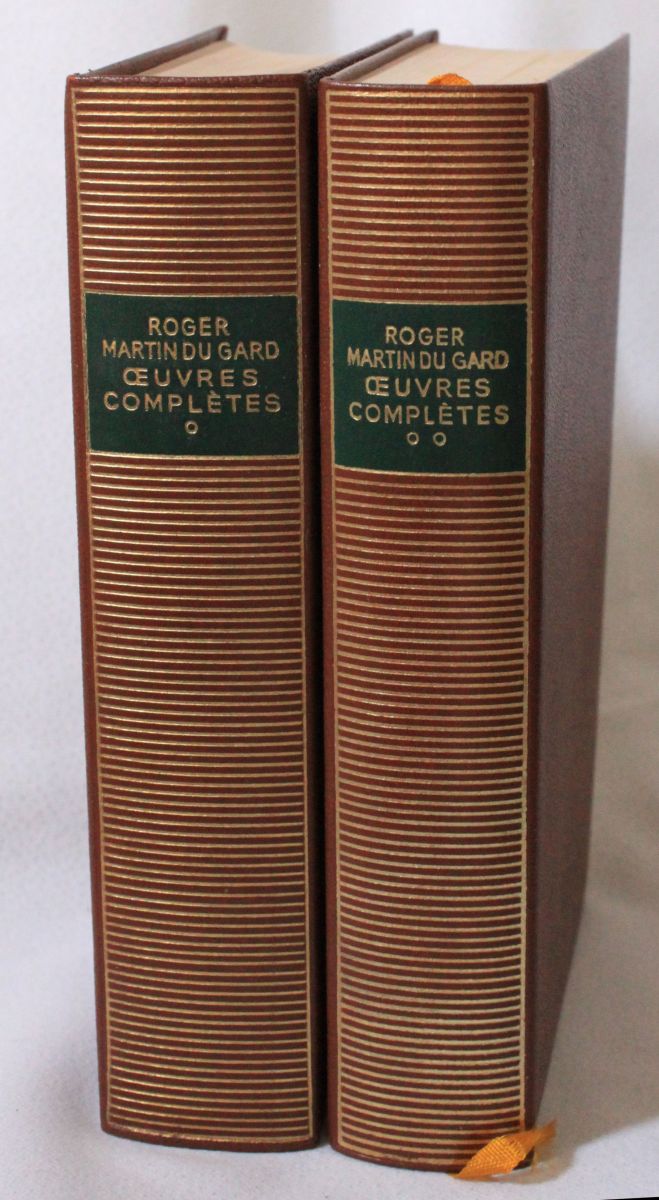 ROGER
MARTIN DU GARD
ŒUVRES
COMPLÈTES
ROGER
MARTIN DU GARD
ŒUVRES
COMPLÈTES